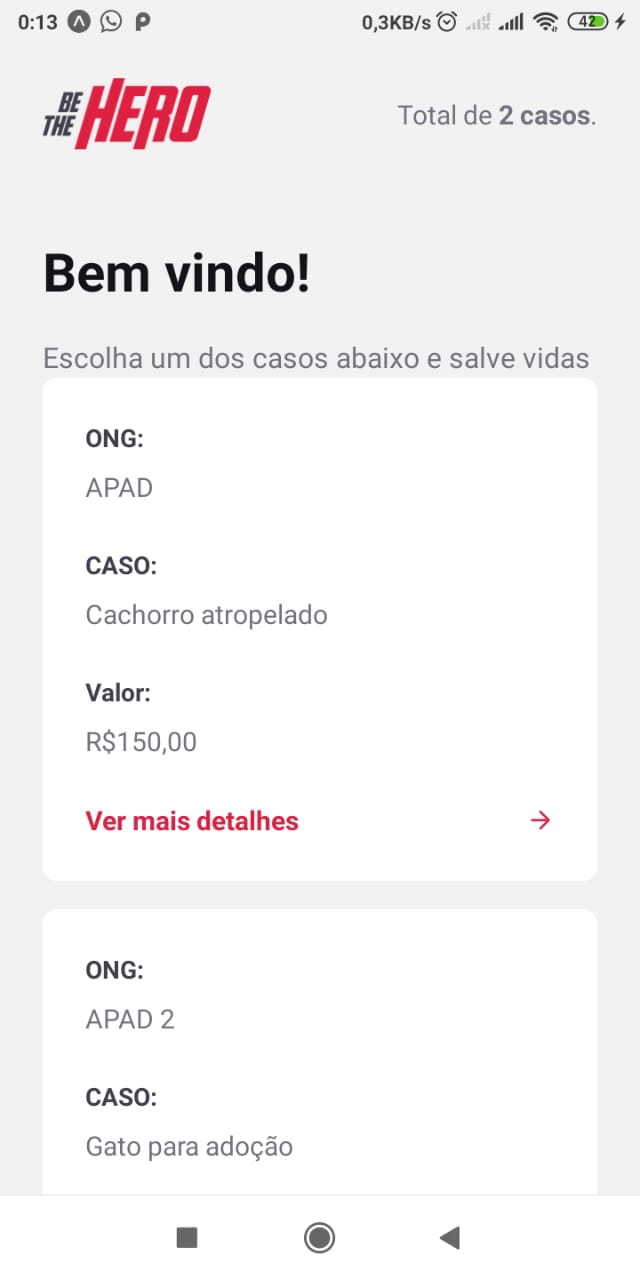 0:13
0,3KB/s
42
BE
THE
HERO
Total de 2 casos.
Bem vindo!
Escolha um dos casos abaixo e salve vidas
ONG:
APAD
CASO:
Cachorro atropelado
Valor:
R$150,00
Ver mais detalhes
ONG:
APAD 2
CASO:
Gato para adoção